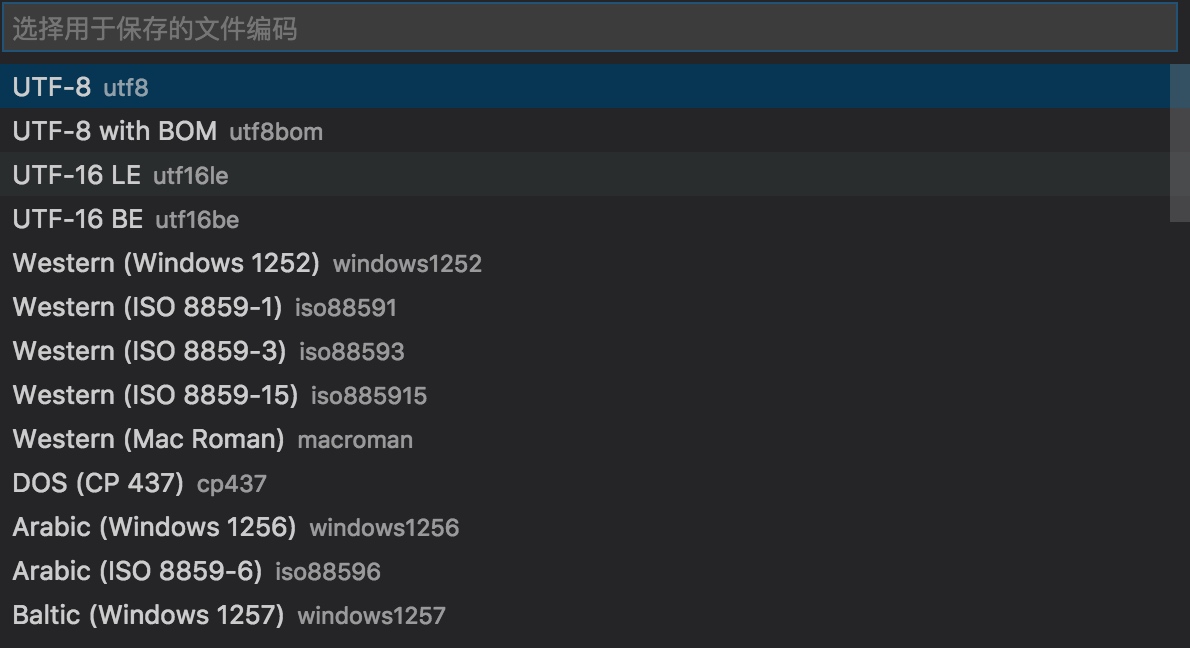 选择用于保存的文件编码
UTF-8 utf8
UTF-8 with BOM utf8bom
UTF-16 LE utf16le
UTF-16 BE utf16be
Western (Windows 1252) windows1252
Western (ISO 8859-1) iso88591
Western (ISO 8859-3) iso88593
Western (ISO 8859-15) iso885915
Western (Mac Roman) macroman
DOS (CP 437) cp437
Arabic (Windows 1256) windows1256
Arabic (ISO 8859-6) iso88596
Baltic (Windows 1257) windows1257